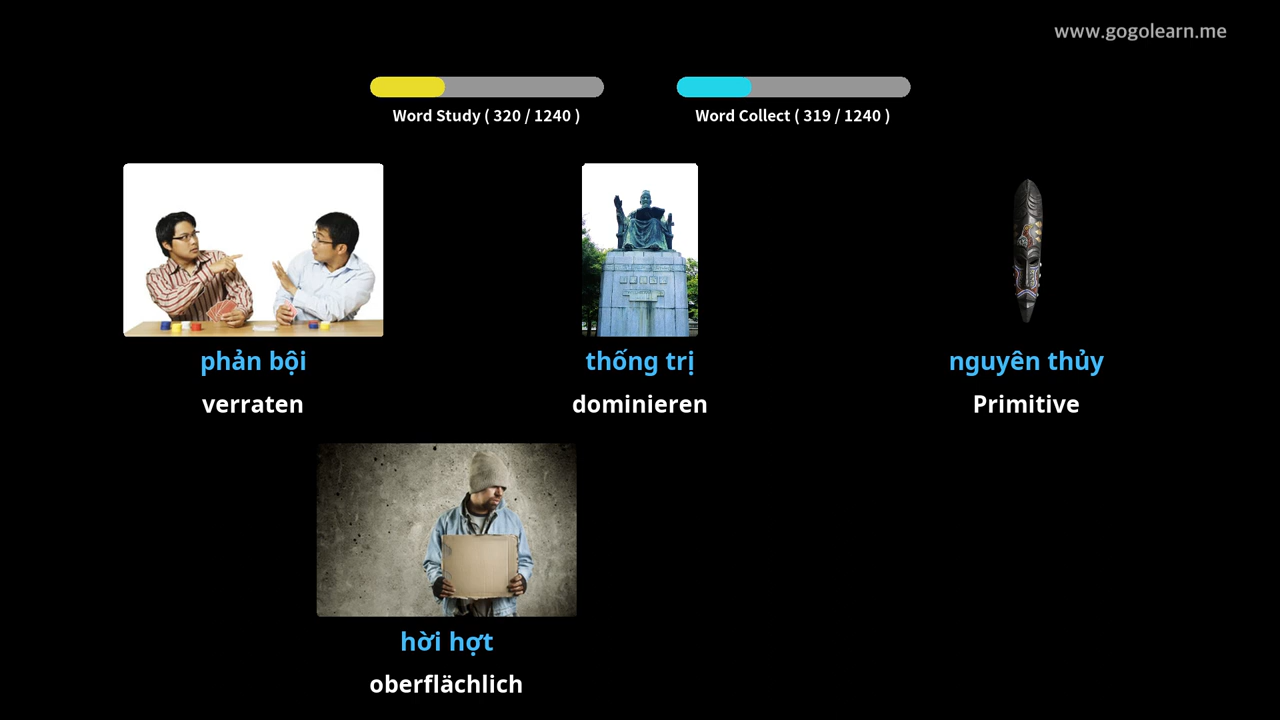 www.gogolearn.me
Word Study ( 320 / 1240 )
Word Collect ( 319 / 1240 )
phản bội
verraten
thống trị
dominieren
nguyên thủy
Primitive
hời hợt
oberflächlich